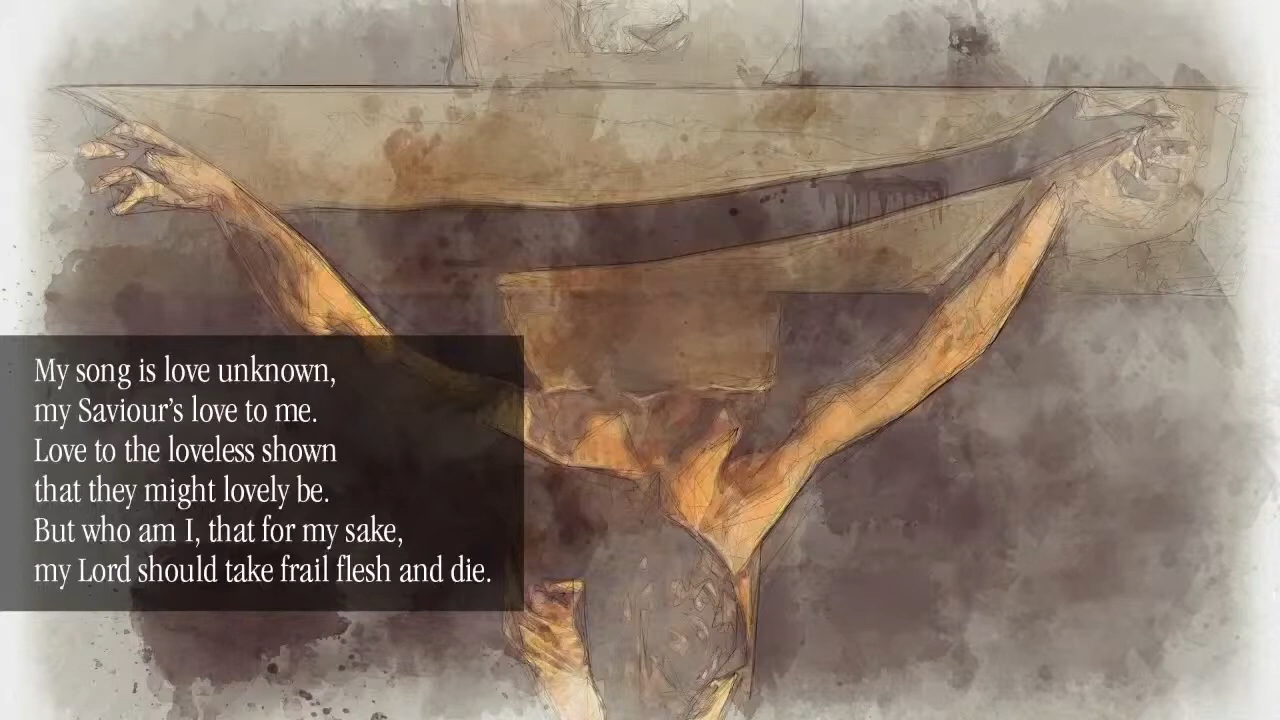 My song is love unknown,
my Saviour’s love to me.
Love to the loveless shown
that they might lovely be.
But who am I, that for my sake,
my Lord should take frail flesh and die.